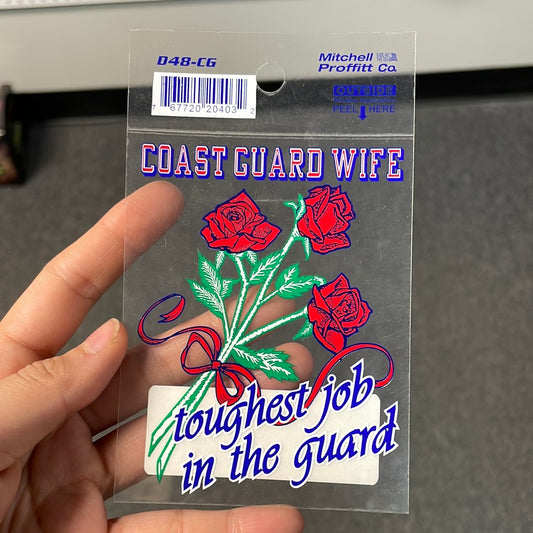 D48-CG
Mitchell
Proffitt Co.
7 67720 20403 2
OUTSIDE
PEEL HERE
COAST GUARD WIFE
toughest job
in the guard